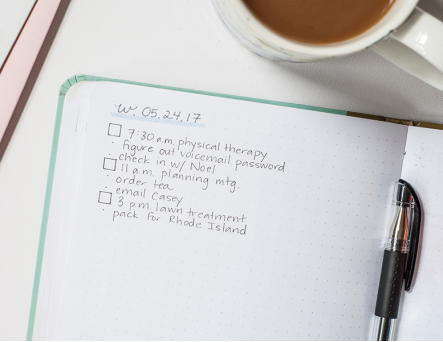 W. 05.24.17
□ 7:30 a.m. physical therapy
· figure out voicemail password
· check in w/ Noel
□ 11 a.m. planning mtg.
· order tea
· email Casey
□ 3 p.m. lawn treatment
· pack for Rhode Island